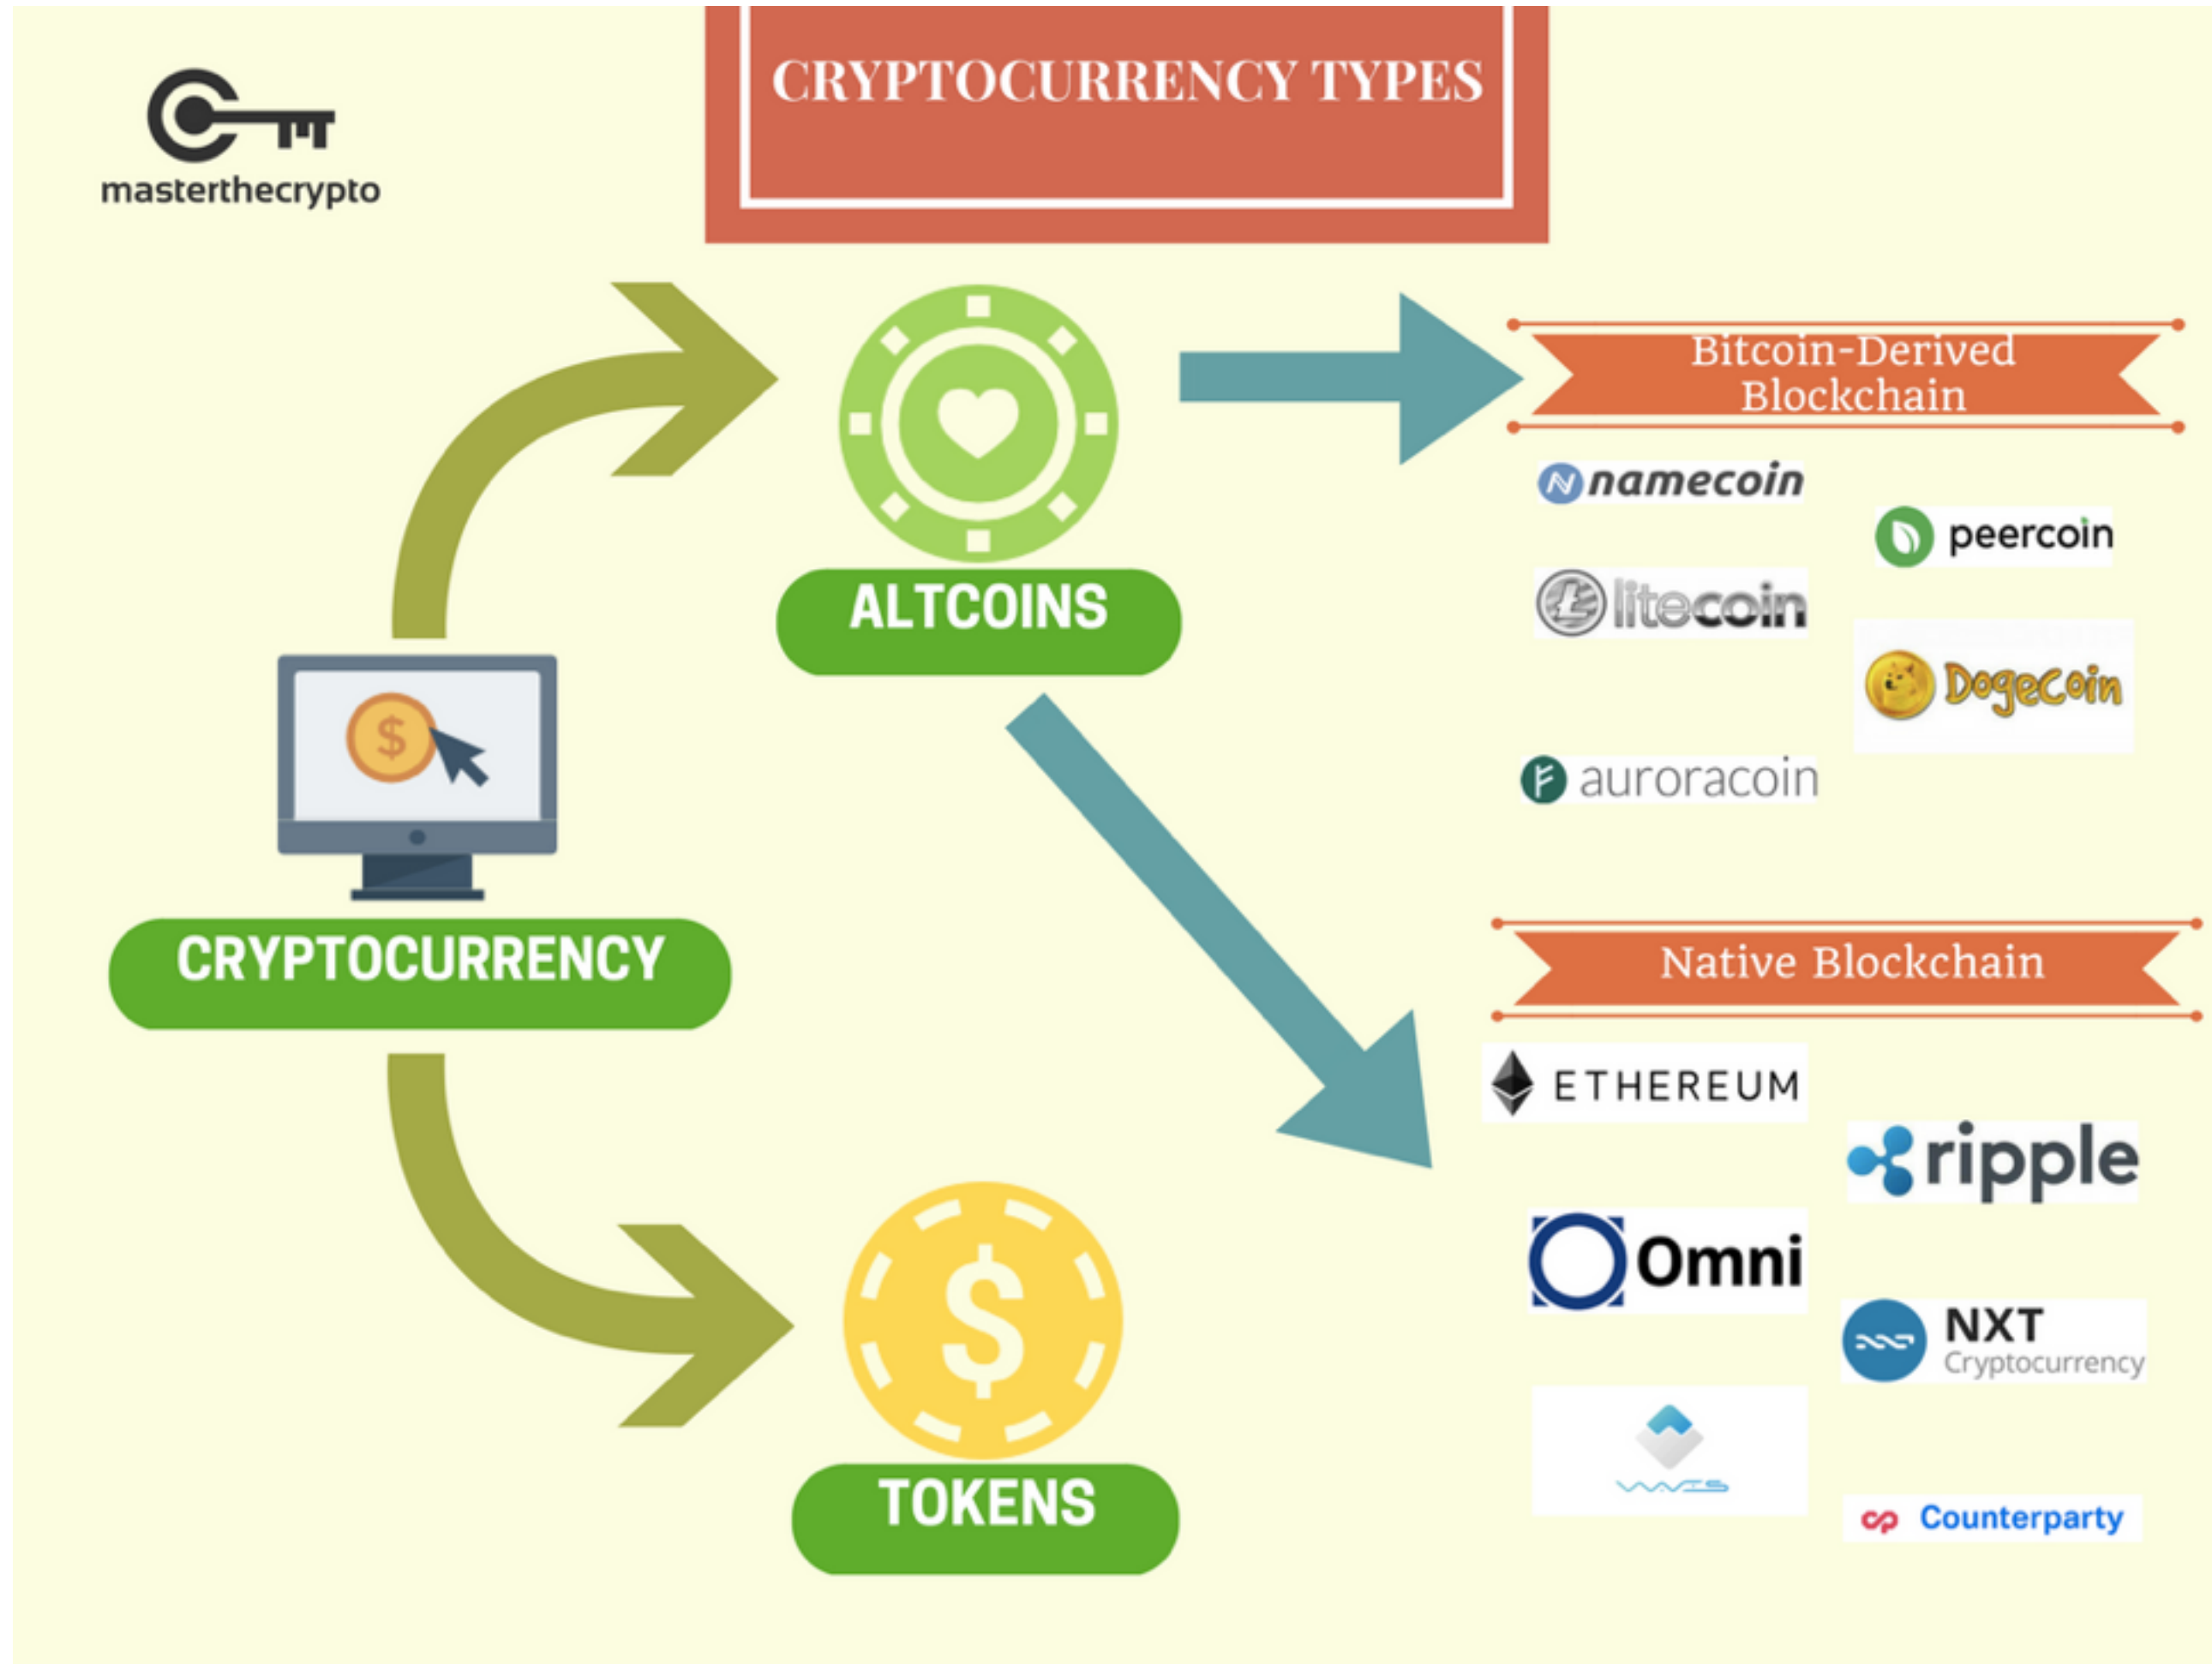 CRYPTOCURRENCY TYPES
masterthecrypto
Bitcoin-Derived
Blockchain
namecoin
peercoin
ALTCOINS
litecoin
DogeCoin
$
auroracoin
CRYPTOCURRENCY
Native Blockchain
ETHEREUM
ripple
Omni
$
NXT
Cryptocurrency
WAVES
TOKENS
Counterparty